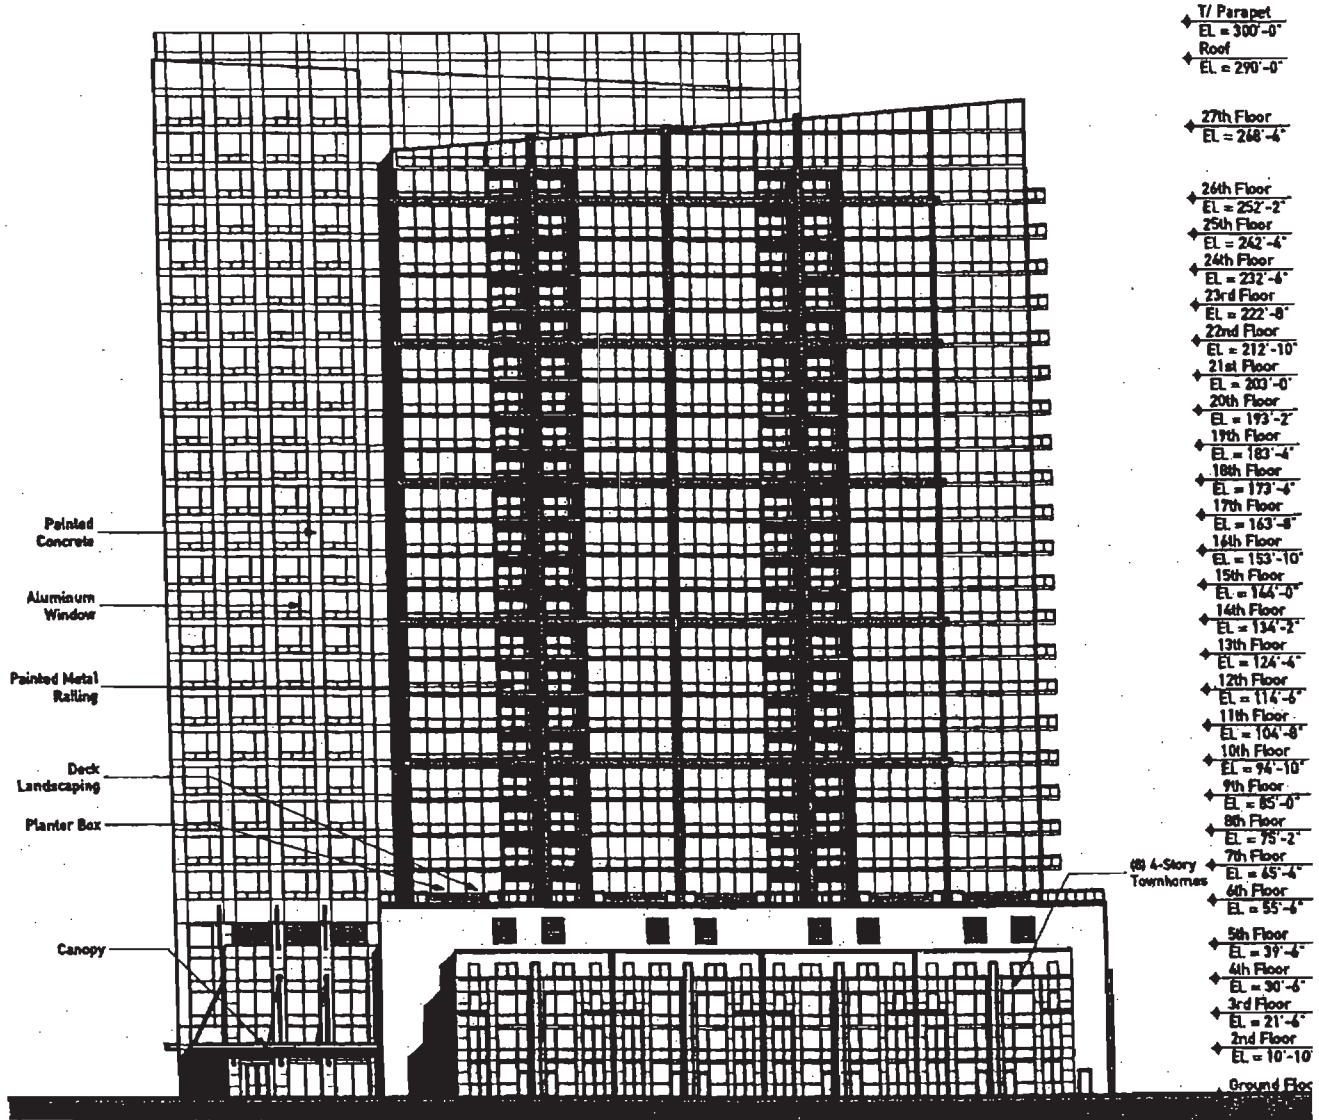 T/ Parapet
EL = 300'-0"
Roof
EL = 290'-0"
27th Floor
EL = 268'-4"
26th Floor
EL = 252'-2"
25th Floor
EL = 242'-4"
24th Floor
EL = 232'-6"
23rd Floor
EL = 222'-8"
22nd Floor
EL = 212'-10"
21st Floor
EL = 203'-0"
20th Floor
EL = 193'-2"
19th Floor
EL = 183'-4"
18th Floor
EL = 173'-6"
17th Floor
EL = 163'-8"
16th Floor
EL = 153'-10"
15th Floor
EL = 144'-0"
14th Floor
EL = 134'-2"
13th Floor
EL = 124'-4"
12th Floor
EL = 114'-6"
11th Floor
EL = 104'-8"
10th Floor
EL = 94'-10"
9th Floor
EL = 85'-0"
8th Floor
EL = 75'-2"
7th Floor
EL = 65'-4"
6th Floor
EL = 55'-6"
5th Floor
EL = 39'-6"
4th Floor
EL = 30'-6"
3rd Floor
EL = 21'-6"
2nd Floor
EL = 10'-10
Ground Floo
Painted
Concrete
Aluminum
Window
Painted Metal
Railing
Deck
Landscaping
Planter Box
Canopy
(8) 4-Story
Townhomes